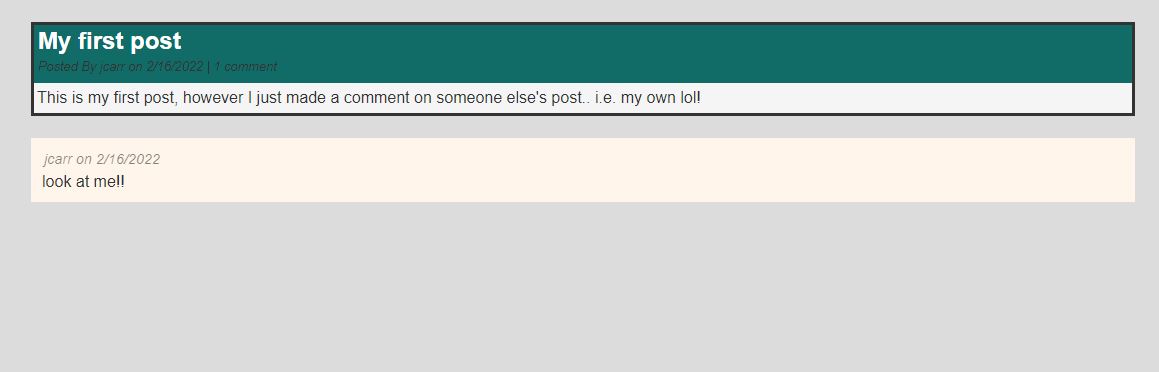 My first post
Posted By jcarr on 2/16/2022 | 1 comment
This is my first post, however I just made a comment on someone else's post.. i.e. my own lol!
jcarr on 2/16/2022
look at me!!